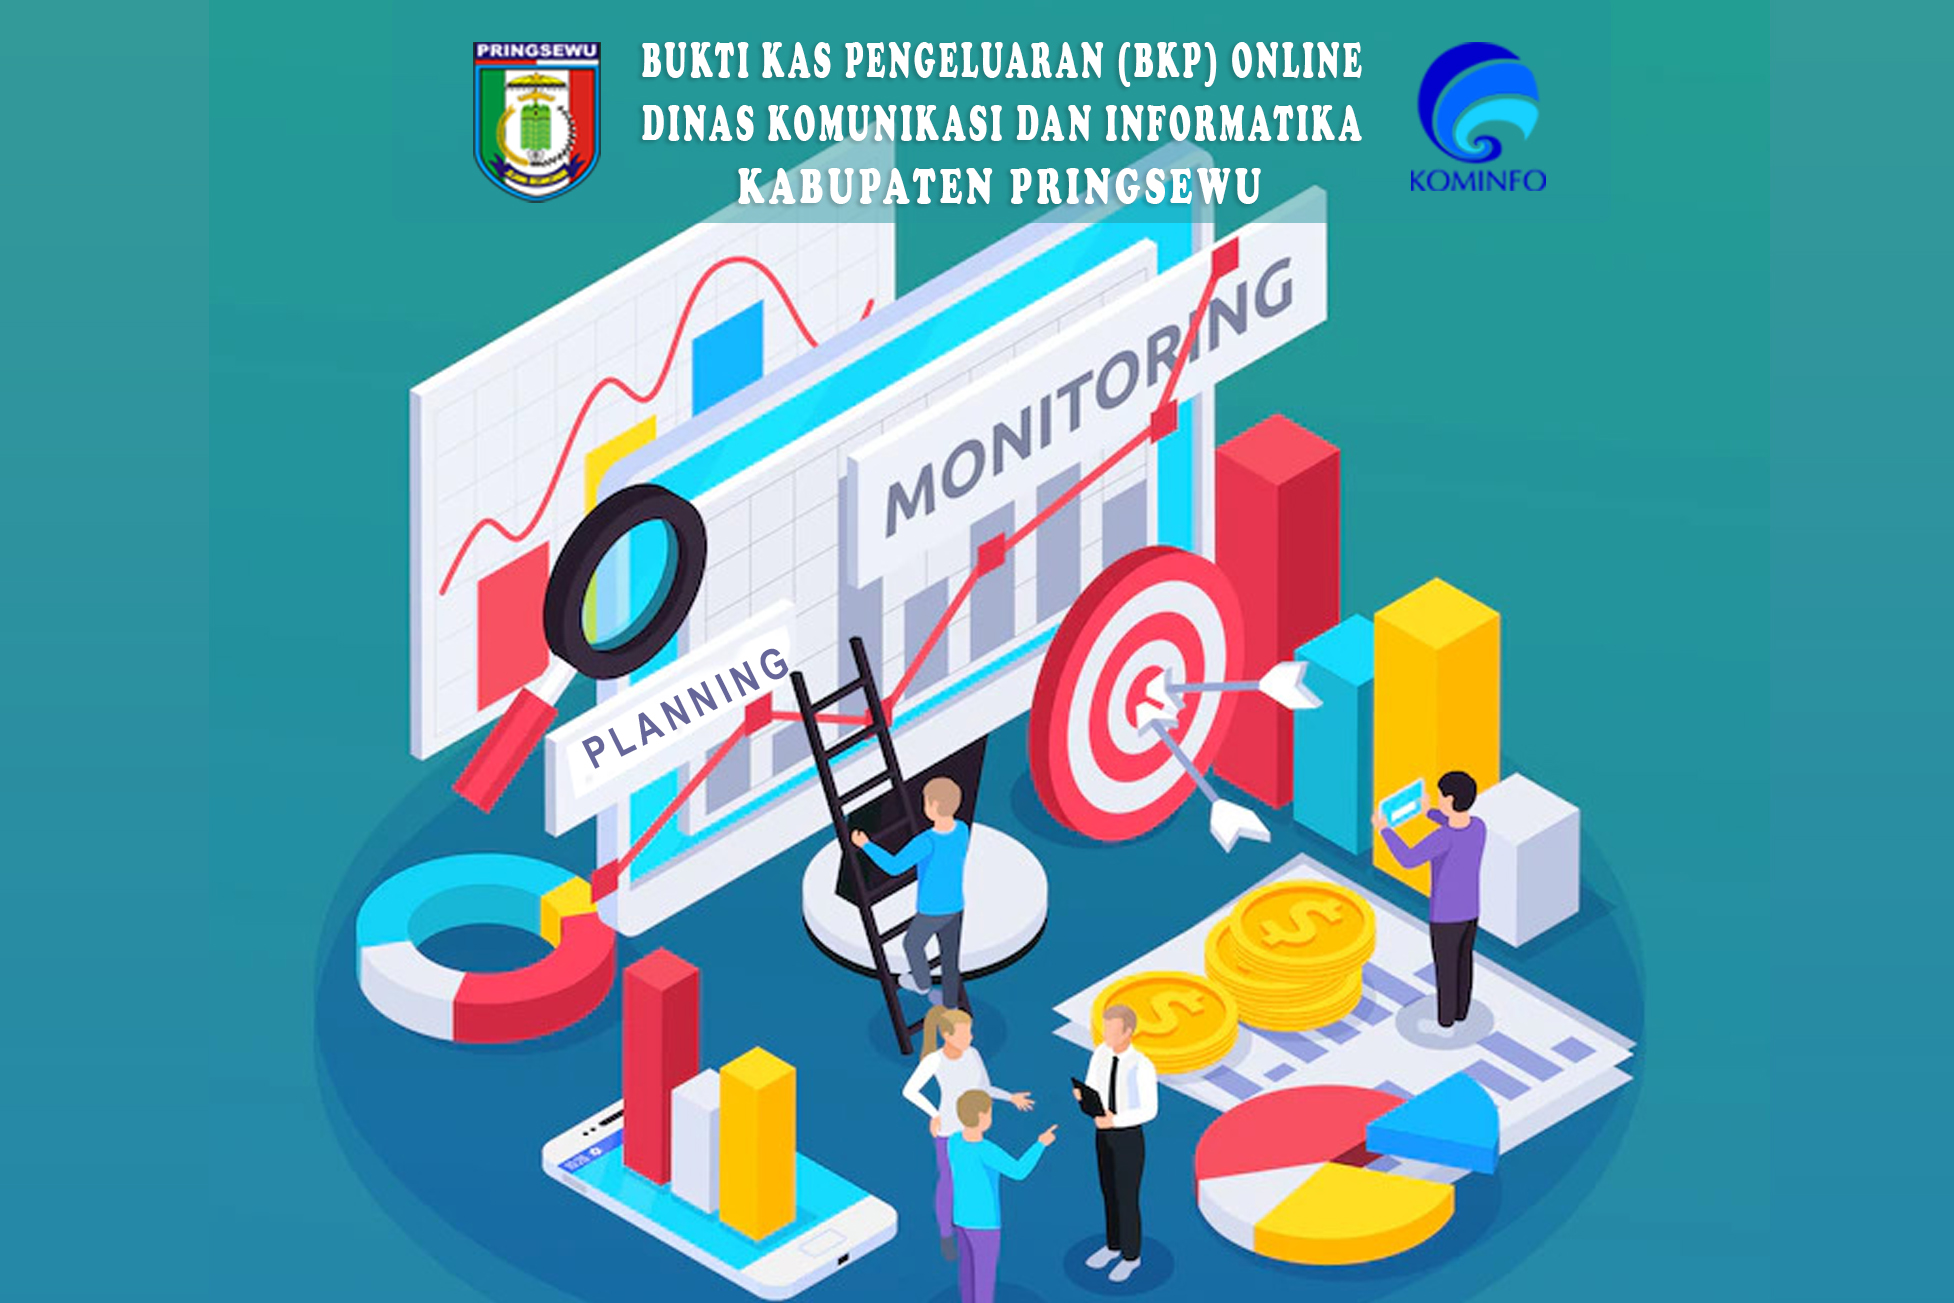 PRINGSEWU
BUKTI KAS PENGELUARAN (BKP) ONLINE
DINAS KOMUNIKASI DAN INFORMATIKA
KABUPATEN PRINGSEWU
KOMINFO
MONITORING
PLANNING